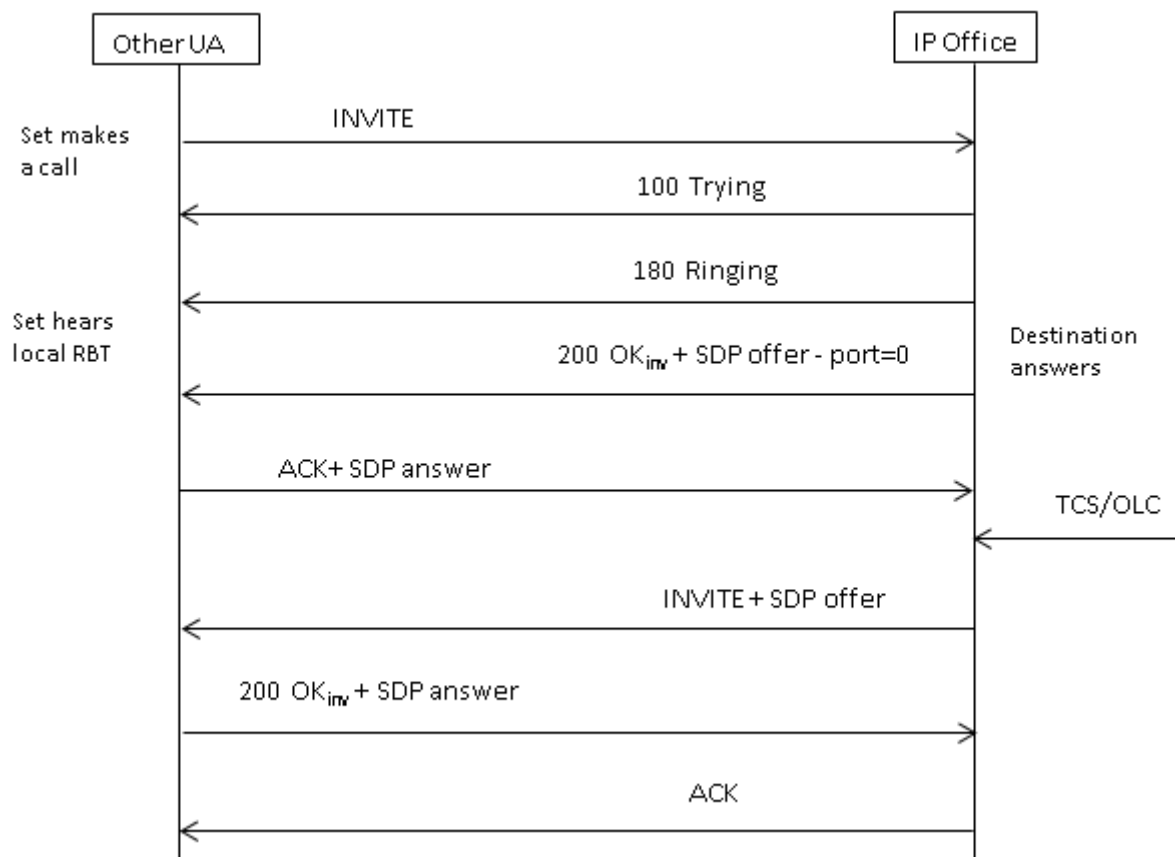 Other UA
IP Office
INVITE
Set makes
a call
100 Trying
180 Ringing
Set hears
local RBT
200 OKinv + SDP offer - port=0
Destination
answers
ACK+ SDP answer
TCS/OLC
INVITE + SDP offer
200 OKinv + SDP answer
ACK